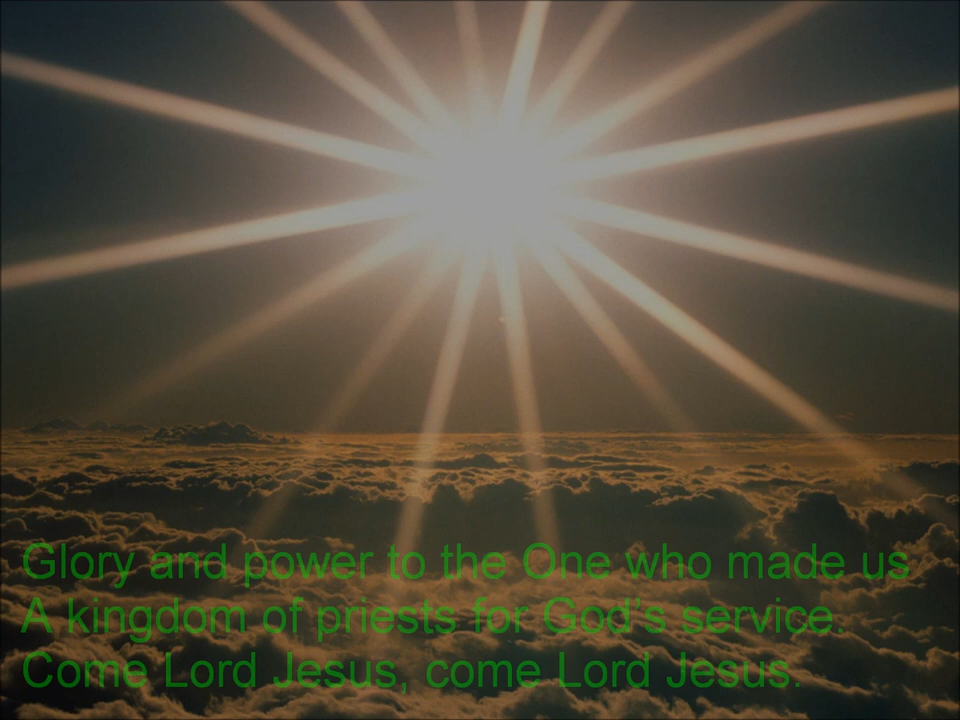 Glory and power to the One who made us
A kingdom of priests for God's service.
Come Lord Jesus, come Lord Jesus.